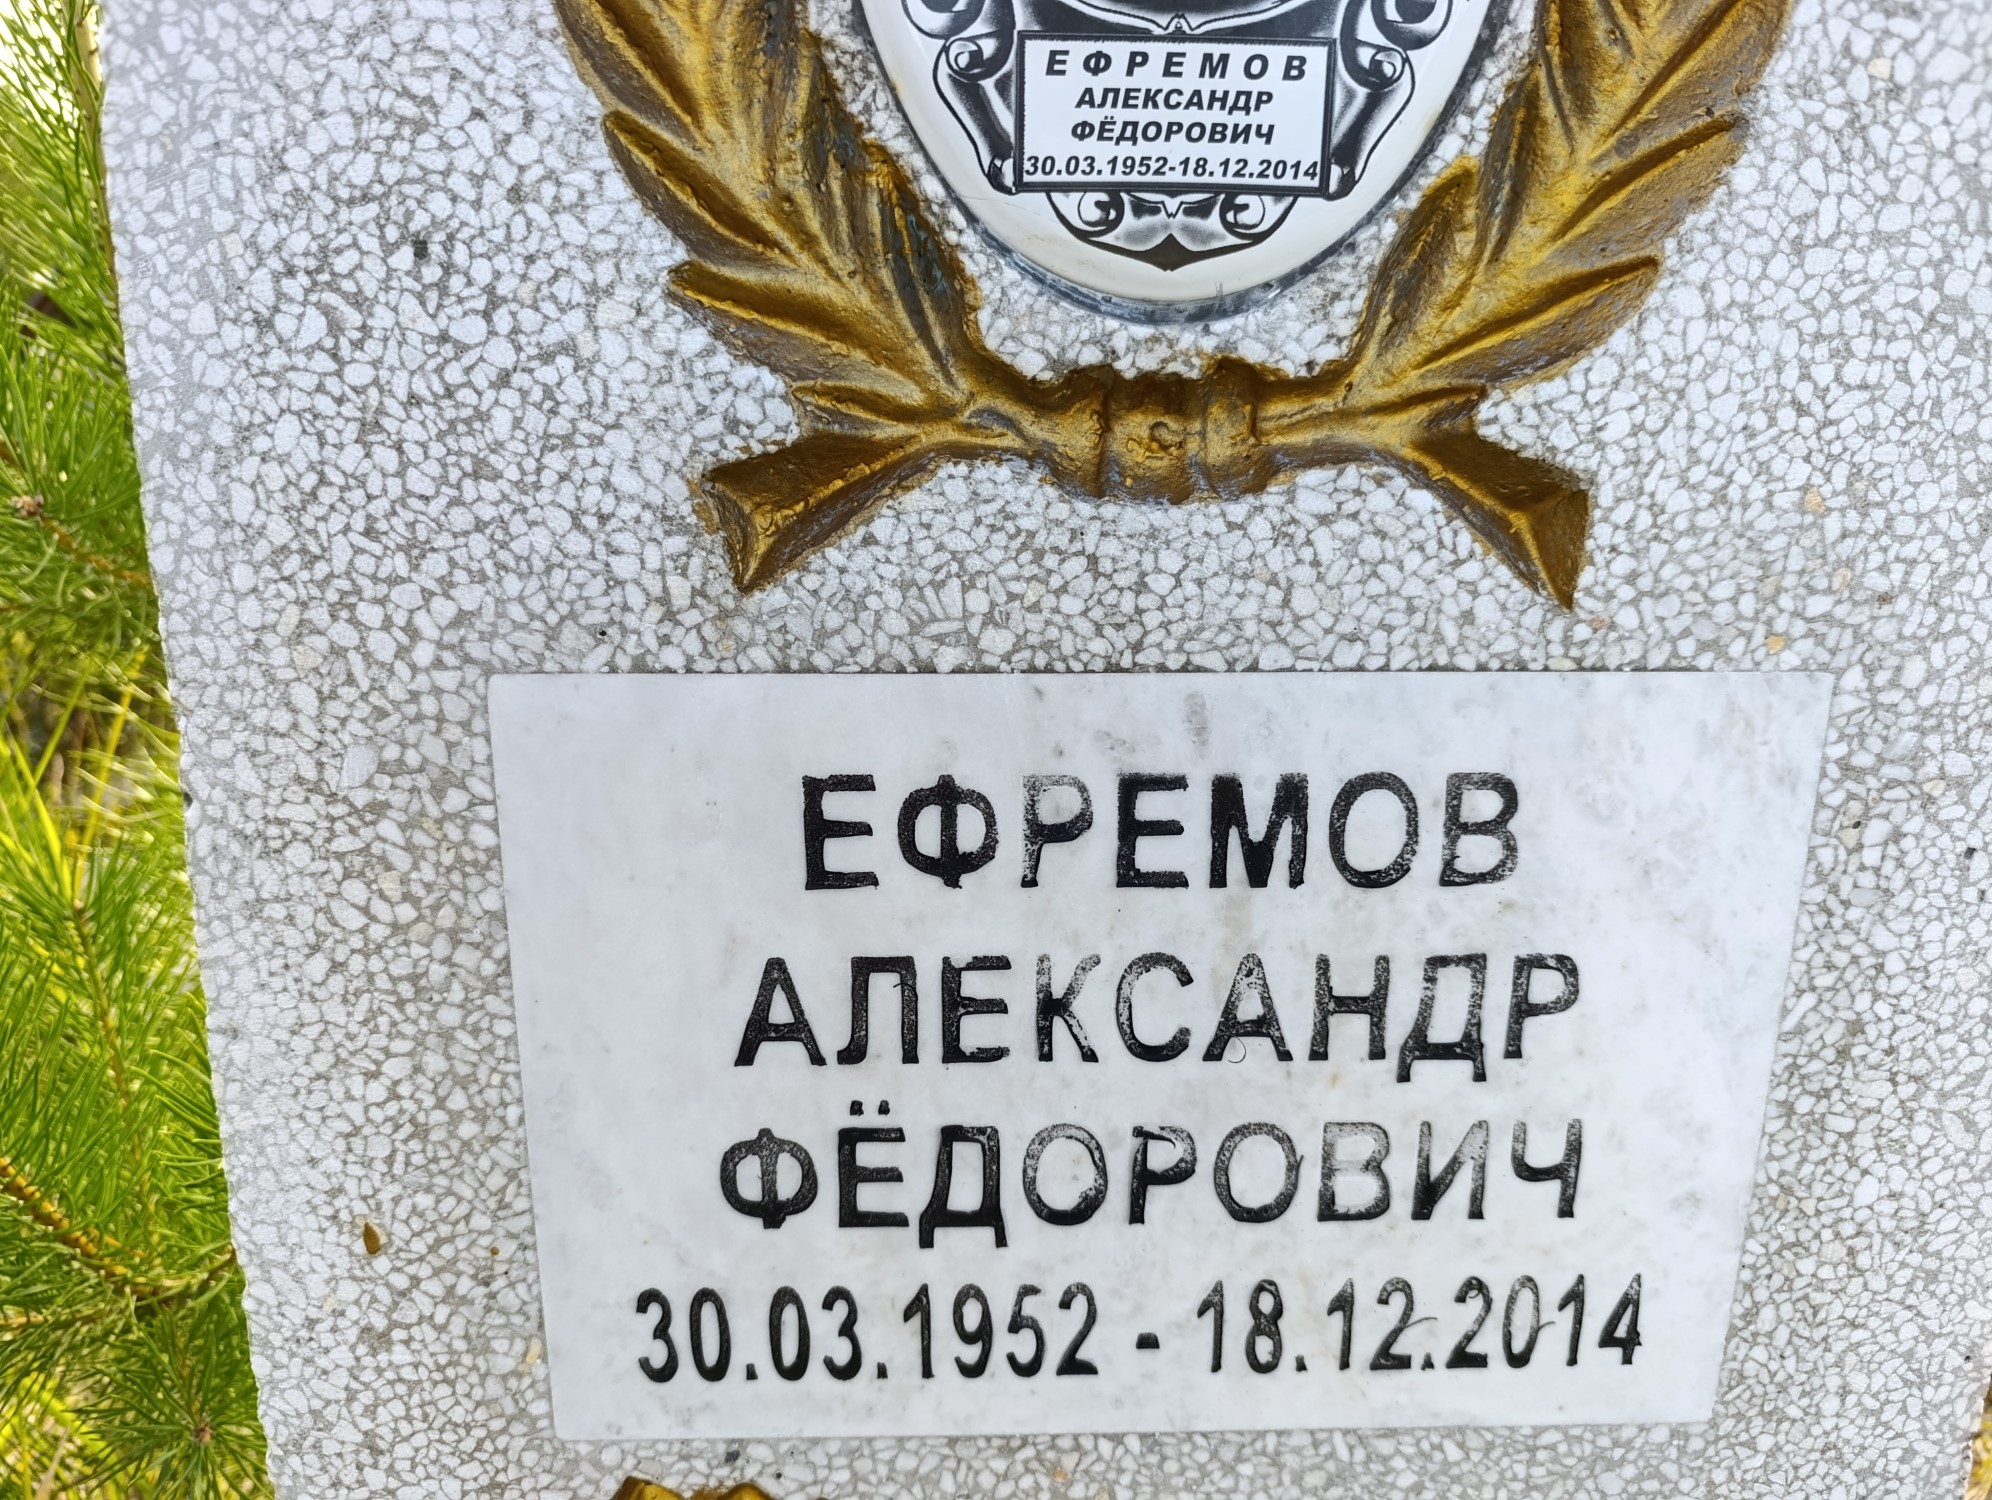 ЕФРЕМОВ
АЛЕКСАНДР
ФЁДОРОВИЧ
30.03.1952-18.12.2014
ЕФРЕМОВ
АЛЕКСАНДР
ФЁДОРОВИЧ
30.03.1952 - 18.12.2014